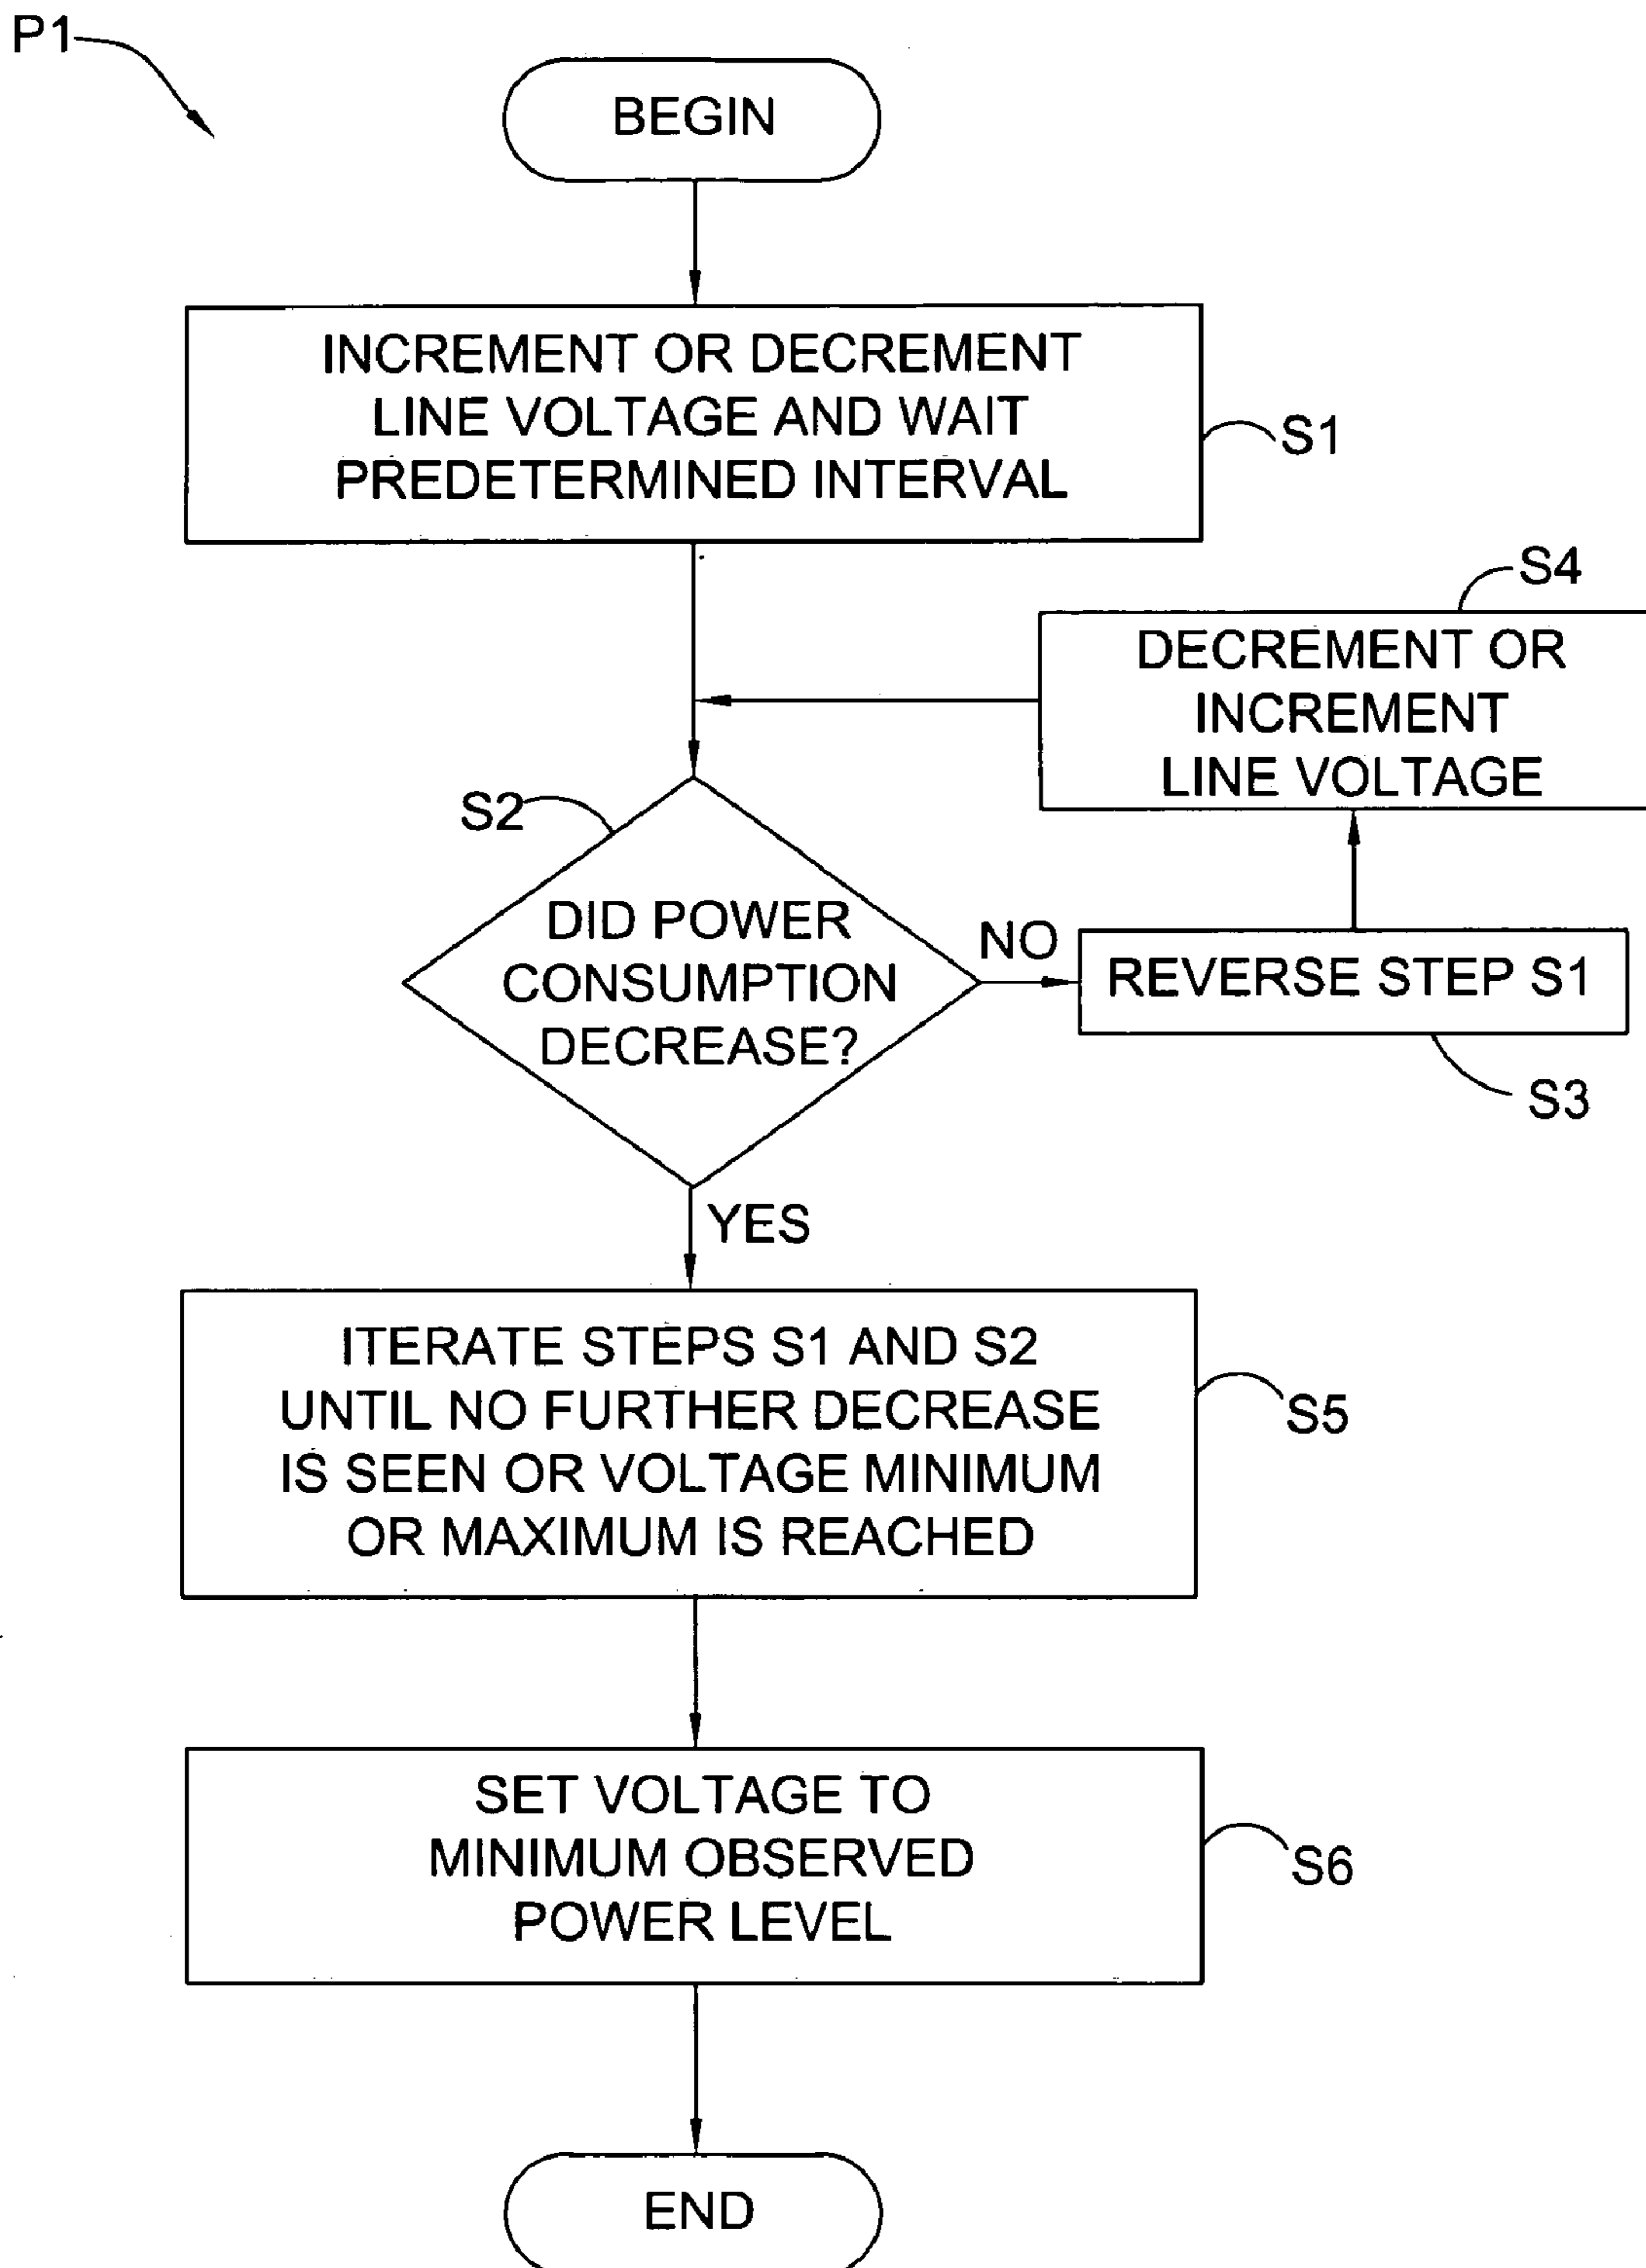 P1
BEGIN
INCREMENT OR DECREMENT
LINE VOLTAGE AND WAIT
PREDETERMINED INTERVAL
S1
S4
DECREMENT OR
INCREMENT
LINE VOLTAGE
S2
DID POWER
CONSUMPTION
DECREASE?
NO
REVERSE STEP S1
S3
YES
ITERATE STEPS S1 AND S2
UNTIL NO FURTHER DECREASE
IS SEEN OR VOLTAGE MINIMUM
OR MAXIMUM IS REACHED
S5
SET VOLTAGE TO
MINIMUM OBSERVED
POWER LEVEL
S6
END